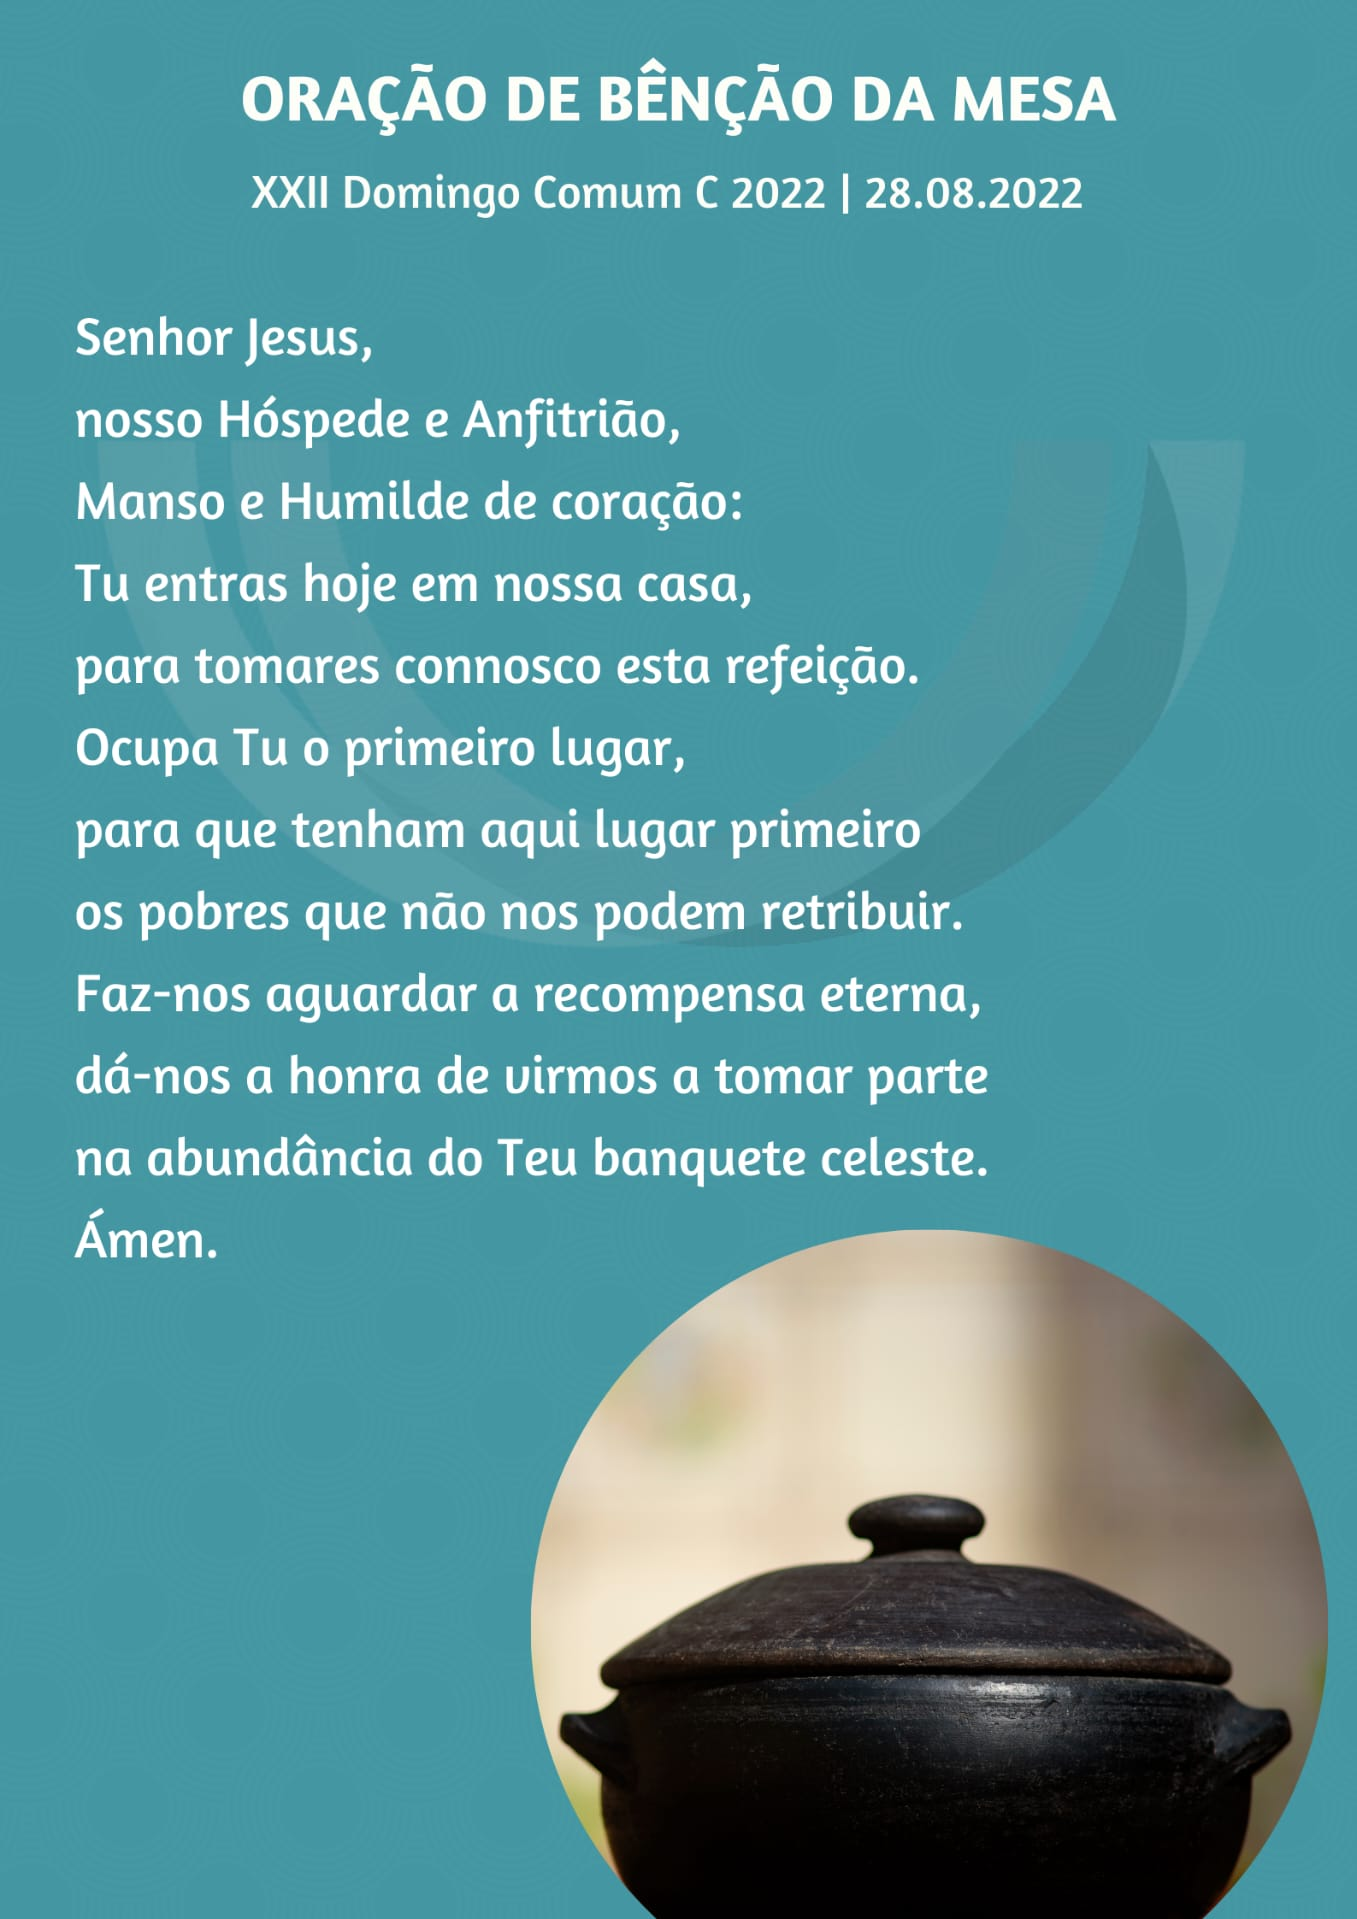 ORAÇÃO DE BÊNÇÃO DA MESA
XXII Domingo Comum C 2022 | 28.08.2022
Senhor Jesus,
nosso Hóspede e Anfitrião,
Manso e Humilde de coração:
Tu entras hoje em nossa casa,
para tomares connosco esta refeição.
Ocupa Tu o primeiro lugar,
para que tenham aqui lugar primeiro
os pobres que não nos podem retribuir.
Faz-nos aguardar a recompensa eterna,
dá-nos a honra de virmos a tomar parte
na abundância do Teu banquete celeste.
Ámen.